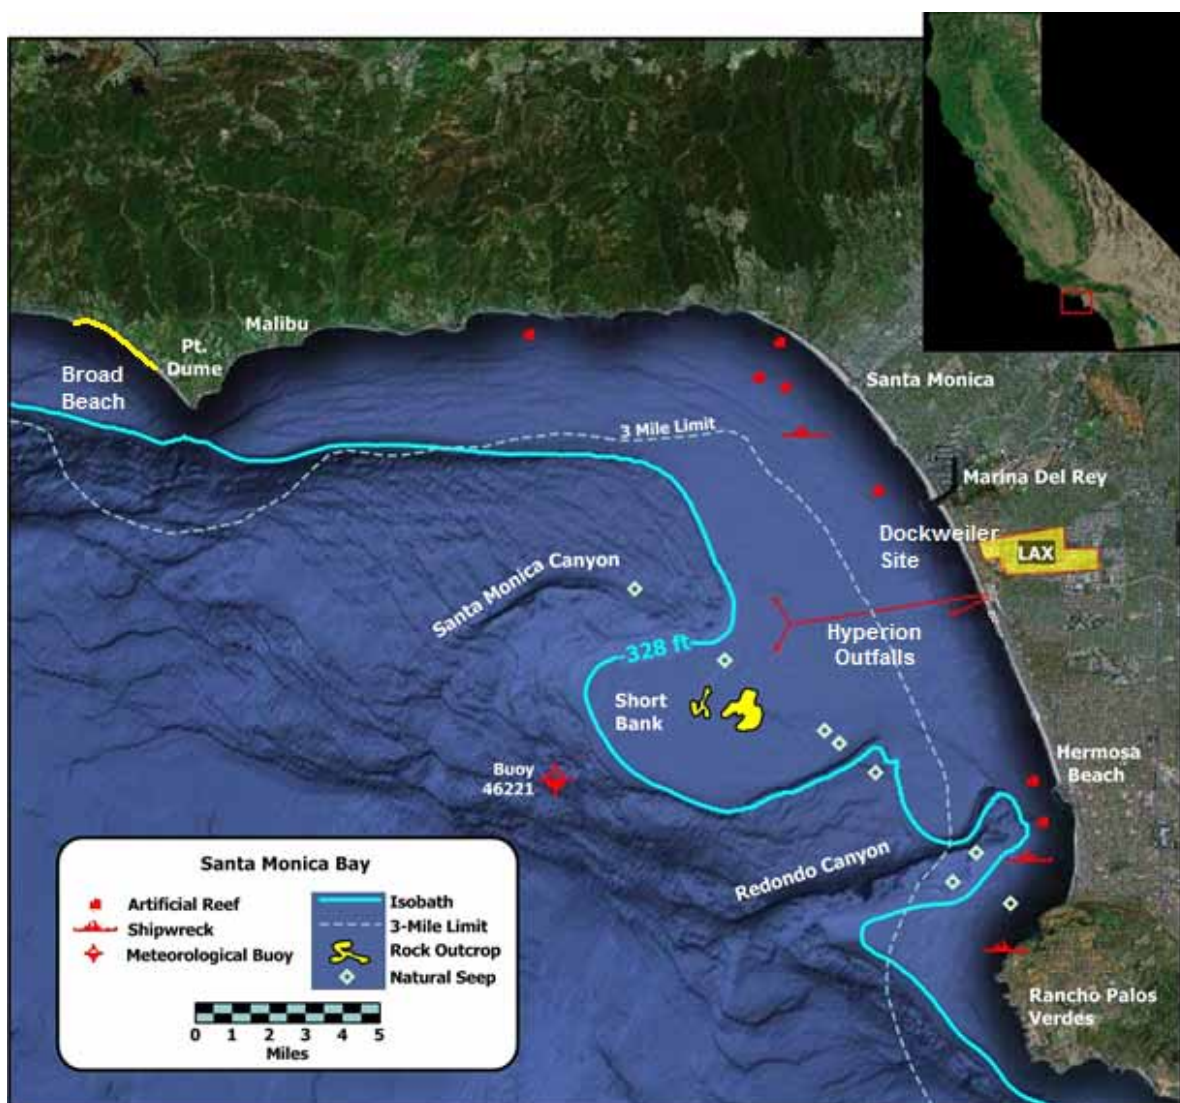 Malibu
Pt.
Dume
Broad
Beach
Santa Monica
3 Mile Limit
Marina Del Rey
Dockweiler
Site
LAX
Santa Monica Canyon
328 ft
Hyperion
Outfalls
Short
Bank
Buoy
46221
Hermosa
Beach
Redondo Canyon
Rancho Palos
Verdes
Santa Monica Bay
Artificial Reef
Shipwreck
Meteorological Buoy
Isobath
3-Mile Limit
Rock Outcrop
Natural Seep
0 1 2 3 4 5
Miles